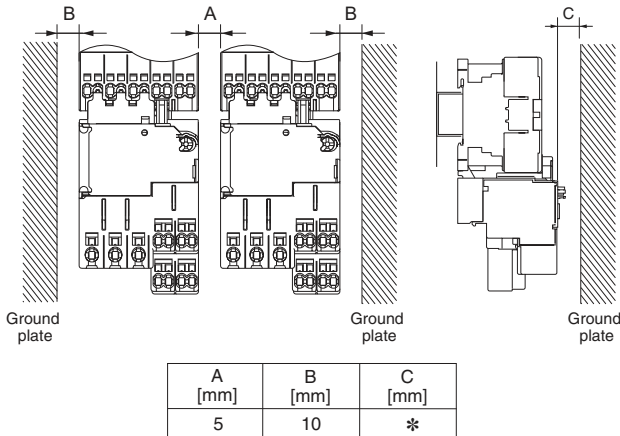 B A B C
Ground
plate
Ground
plate
Ground
plate
A
[mm]
B
[mm]
C
[mm]
5 10 *